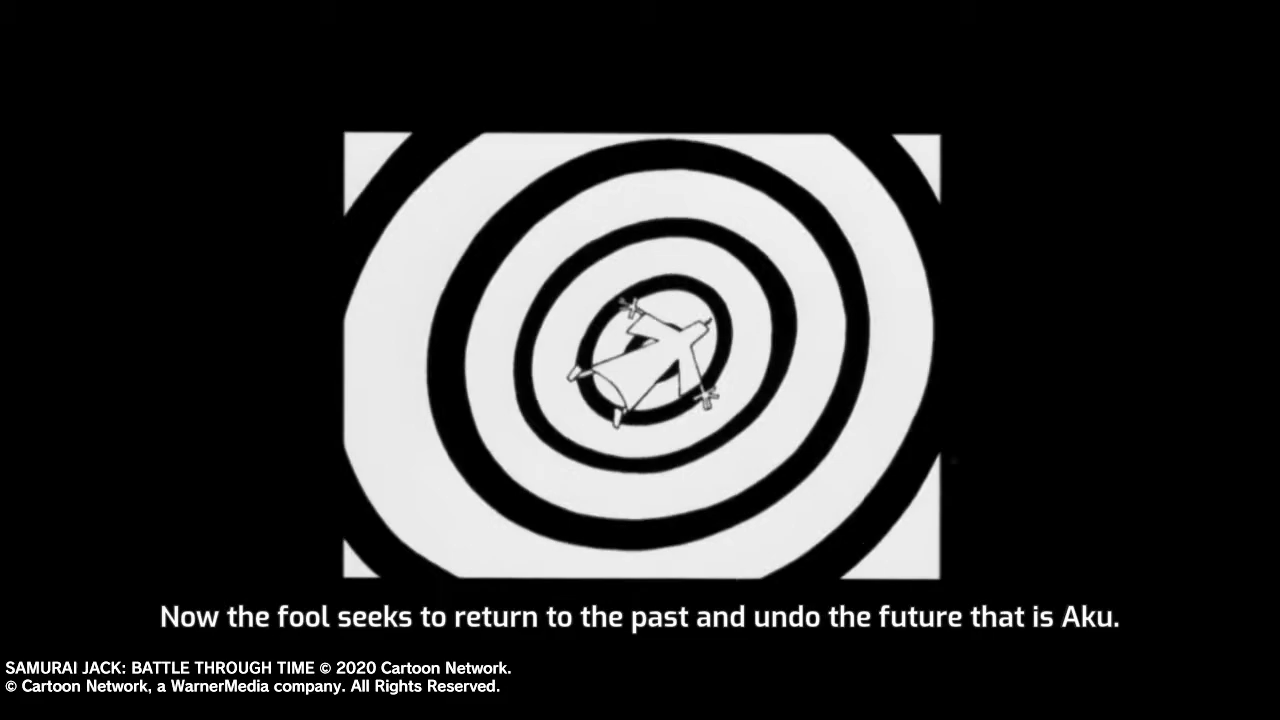 Now the fool seeks to return to the past and undo the future that is Aku.
SAMURAI JACK: BATTLE THROUGH TIME © 2020 Cartoon Network.
© Cartoon Network, a WarnerMedia company. All Rights Reserved.